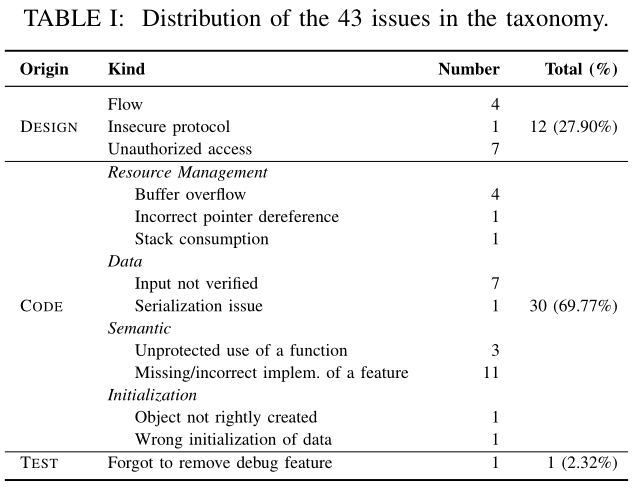 TABLE I: Distribution of the 43 issues in the taxonomy.
Origin Kind Number Total (%)
Flow 4
DESIGN Insecure protocol 1 12 (27.90%)
Unauthorized access 7
Resource Management
Buffer overflow 4
Incorrect pointer dereference 1
Stack consumption 1
Data
Input not verified 7
CODE Serialization issue 1 30 (69.77%)
Semantic
Unprotected use of a function 3
Missing/incorrect implem. of a feature 11
Initialization
Object not rightly created 1
Wrong initialization of data 1
TEST Forgot to remove debug feature 1 1 (2.32%)